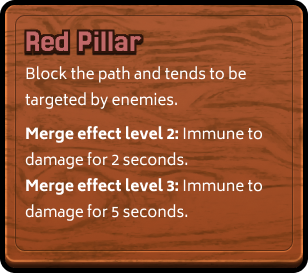 Red Pillar
Block the path and tends to be
targeted by enemies.
Merge effect level 2: Immune to
damage for 2 seconds.
Merge effect level 3: Immune to
damage for 5 seconds.